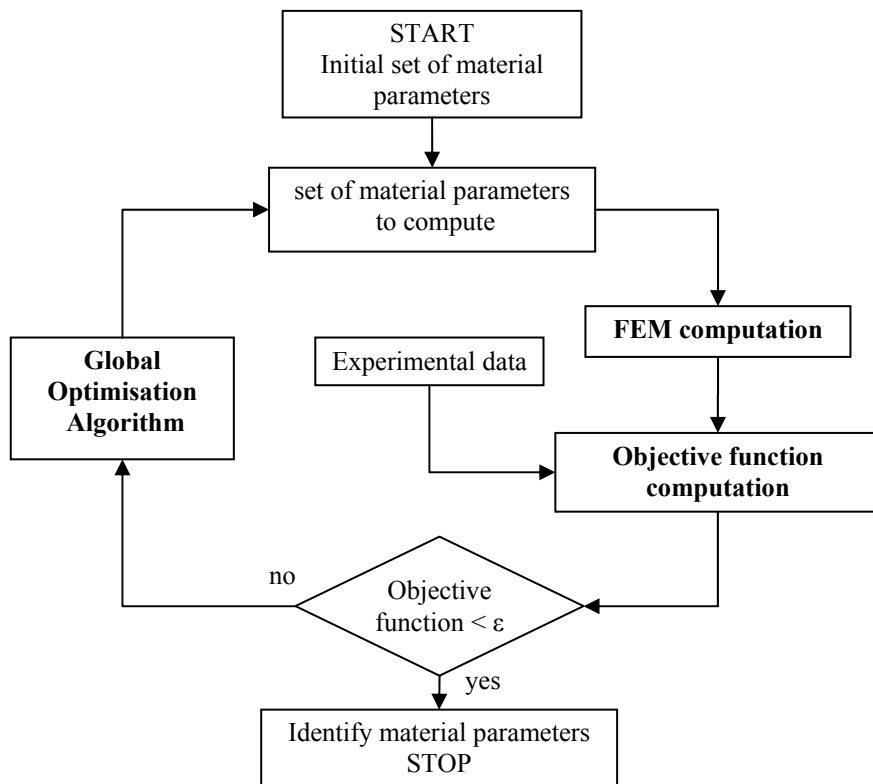 START
Initial set of material
parameters
set of material parameters
to compute
FEM computation
Global
Optimisation
Algorithm
Experimental data
Objective function
computation
no
Objective
function < ε
yes
Identify material parameters
STOP